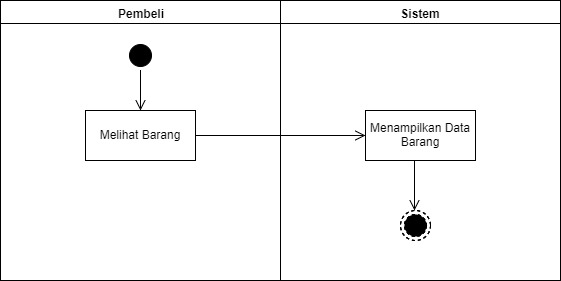 Pembeli
Sistem
Melihat Barang
Menampilkan Data
Barang